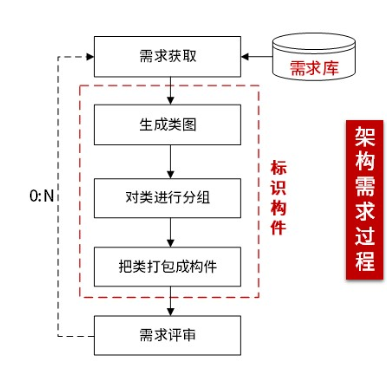 需求获取
需求库
生成类图
对类进行分组
把类打包成构件
需求评审
0:N
标识构件
架构需求过程